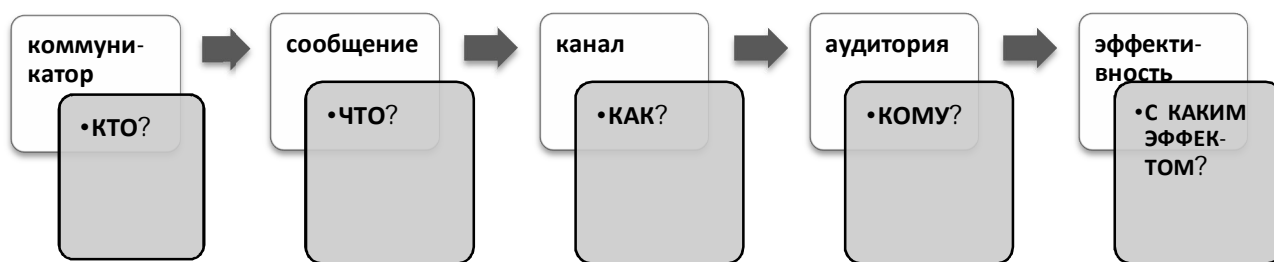 коммуни-
катор
•КТО?
сообщение
•ЧТО?
канал
•КАК?
аудитория
•КОМУ?
эффекти-
вность
•С КАКИМ
ЭФФЕК-
ТОМ?